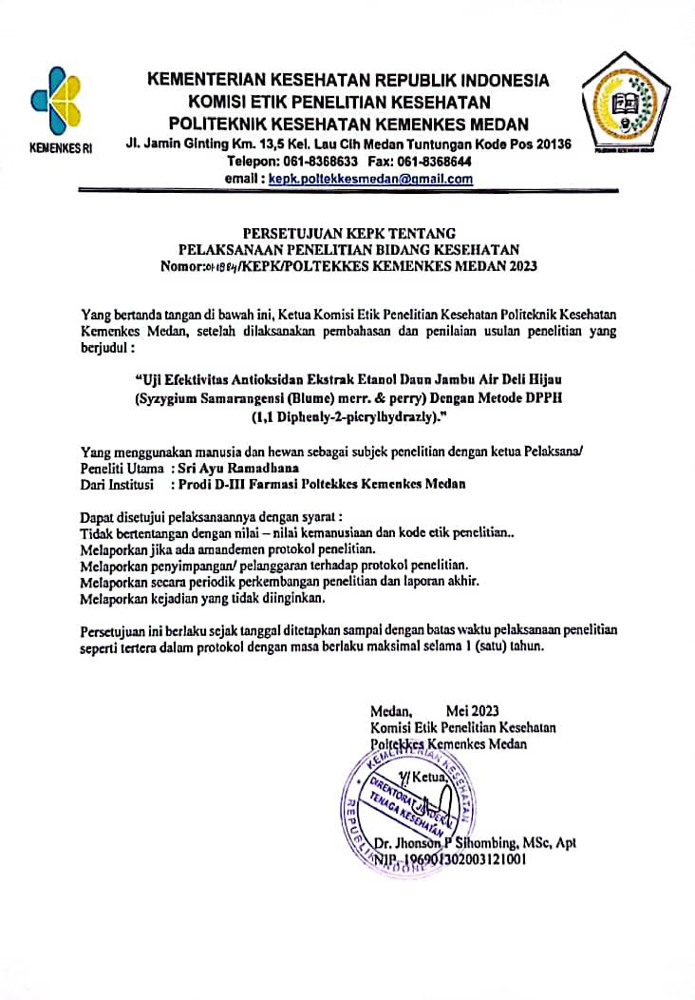 KEMENTERIAN KESEHATAN REPUBLIK INDONESIA
KOMISI ETIK PENELITIAN KESEHATAN
POLITEKNIK KESEHATAN KEMENKES MEDAN
Jl. Jamin Ginting Km. 13,5 Kel. Lau Cih Medan Tuntungan Kode Pos 20136
Telepon: 061-8368633 Fax: 061-8368644
email : kepk.poltekkesmedan@gmail.com
KEMENKES RI
POLITEKNIK KESEHATAN MEDAN
PERSETUJUAN KEPK TENTANG
PELAKSANAAN PENELITIAN BIDANG KESEHATAN
Nomor: /KEPK/POLTEKKES KEMENKES MEDAN 2023
Yang bertanda tangan di bawah ini, Ketua Komisi Etik Penelitian Kesehatan Politeknik Kesehatan
Kemenkes Medan, setelah dilaksanakan pembahasan dan penilaian usulan penelitian yang
berjudul :
“Uji Efektivitas Antioksidan Ekstrak Etanol Daun Jambu Air Deli Hijau
(Syzygium Samarangensi (Blume) merr. & perry) Dengan Metode DPPH
(1,1 Diphenly-2-picrylhydrazly).”
Yang menggunakan manusia dan hewan sebagai subjek penelitian dengan ketua Pelaksana/
Peneliti Utama : Sri Ayu Ramadhana
Dari Institusi : Prodi D-III Farmasi Poltekkes Kemenkes Medan
Dapat disetujui pelaksanaannya dengan syarat :
Tidak bertentangan dengan nilai – nilai kemanusiaan dan kode etik penelitian..
Melaporkan jika ada amandemen protokol penelitian.
Melaporkan penyimpangan/ pelanggaran terhadap protokol penelitian.
Melaporkan secara periodik perkembangan penelitian dan laporan akhir.
Melaporkan kejadian yang tidak diinginkan.
Persetujuan ini berlaku sejak tanggal ditetapkan sampai dengan batas waktu pelaksanaan penelitian
seperti tertera dalam protokol dengan masa berlaku maksimal selama 1 (satu) tahun.
Medan, Mei 2023
Komisi Etik Penelitian Kesehatan
Poltekkes Kemenkes Medan
Ketua,
KEMENTERIAN KESEHATAN
DIREKTORAT JENDERAL
TENAGA KESEHATAN
REPUBLIK INDONESIA
Dr. Jhonson P Sihombing, MSc, Apt
NIP. 196901302003121001